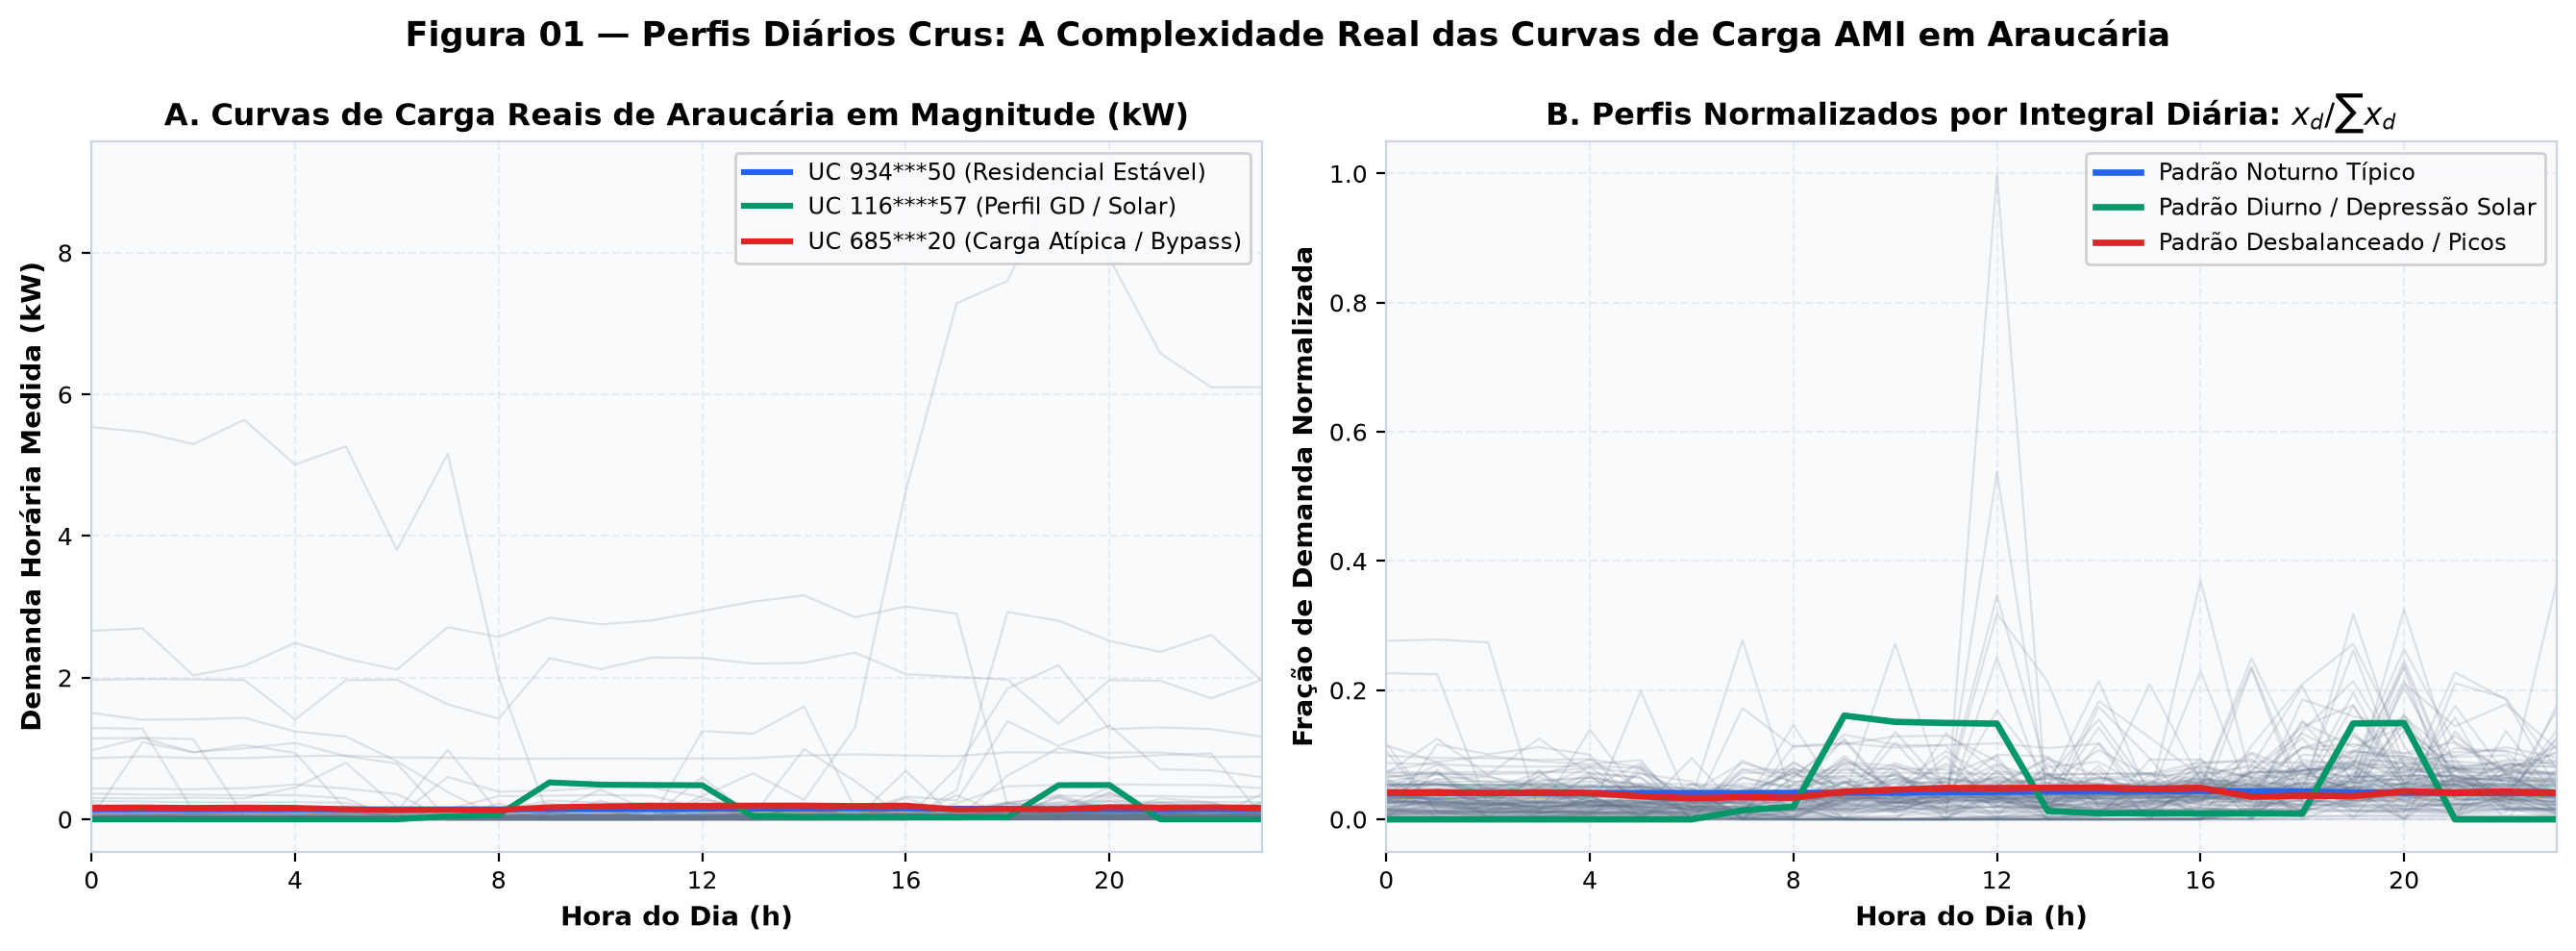 Figura 01 — Perfis Diários Crus: A Complexidade Real das Curvas de Carga AMI em Araucária
A. Curvas de Carga Reais de Araucária em Magnitude (kW)
Demanda Horária Medida (kW)
8
6
4
2
0
UC 934***50 (Residencial Estável)
UC 116****57 (Perfil GD / Solar)
UC 685***20 (Carga Atípica / Bypass)
0 4 8 12 16 20
Hora do Dia (h)
B. Perfis Normalizados por Integral Diária: x_d/∑x_d
Fração de Demanda Normalizada
1.0
0.8
0.6
0.4
0.2
0.0
Padrão Noturno Típico
Padrão Diurno / Depressão Solar
Padrão Desbalanceado / Picos
0 4 8 12 16 20
Hora do Dia (h)